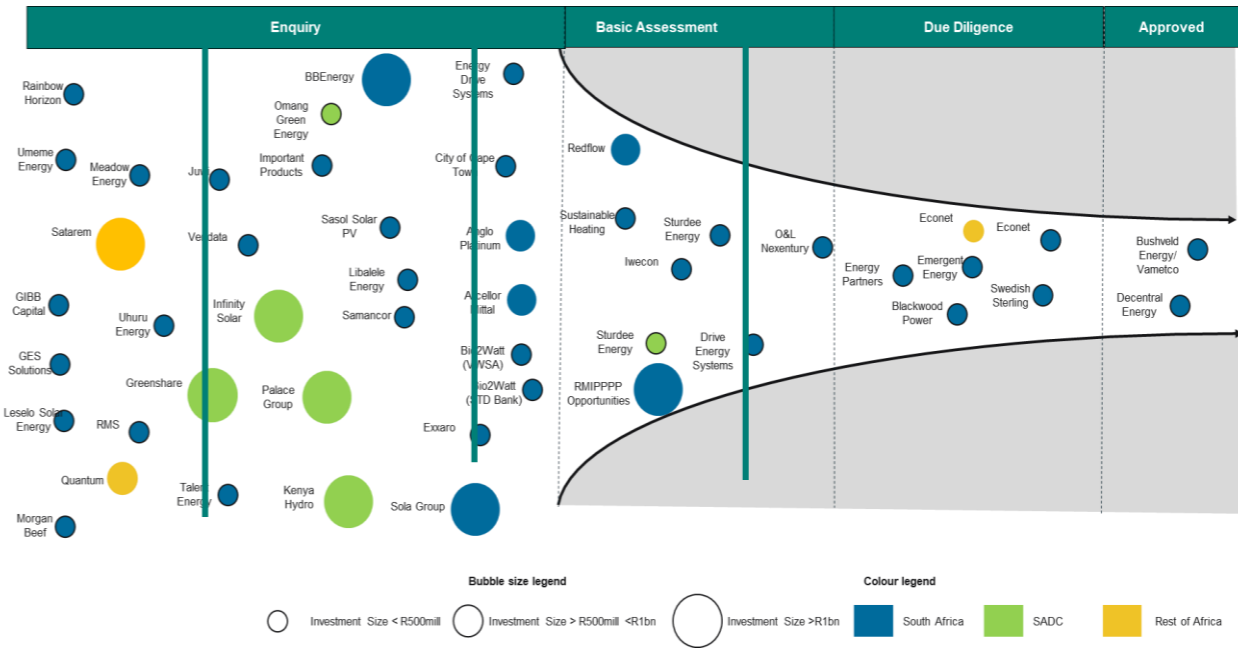 Enquiry
Basic Assessment
Due Diligence
Approved
Rainbow
Horizon
BBEnergy
Energy
Drive
Systems
Omang
Green
Energy
Umeme
Energy
Meadow
Energy
Juwi
Important
Products
City of Cape
Town
Redflow
Satarem
Vedata
Sasol Solar
PV
Anglo
Platinum
Sustainable
Heating
Sturdee
Energy
Iwecon
O&L
Nexentury
Econet
Econet
Energy
Partners
Emergent
Energy
Bushveld
Energy/
Vametco
GIBB
Capital
Uhuru
Energy
Infinity
Solar
Libalele
Energy
Samancor
Mittal
Blackwood
Power
Swedish
Sterling
Decentral
Energy
GES
Solutions
Greenshare
Palace
Group
Bio2Watt
(VWSA)
Bio2Watt
(STD Bank)
Sturdee
Energy
Drive
Energy
Systems
RMIPPPP
Opportunities
Leselo Solar
Energy
RMS
Exxaro
Quantum
Talent
Energy
Kenya
Hydro
Sola Group
Morgan
Beef
Bubble size legend
Colour legend
Investment Size < R500mill
Investment Size > R500mill <R1bn
Investment Size >R1bn
South Africa
SADC
Rest of Africa